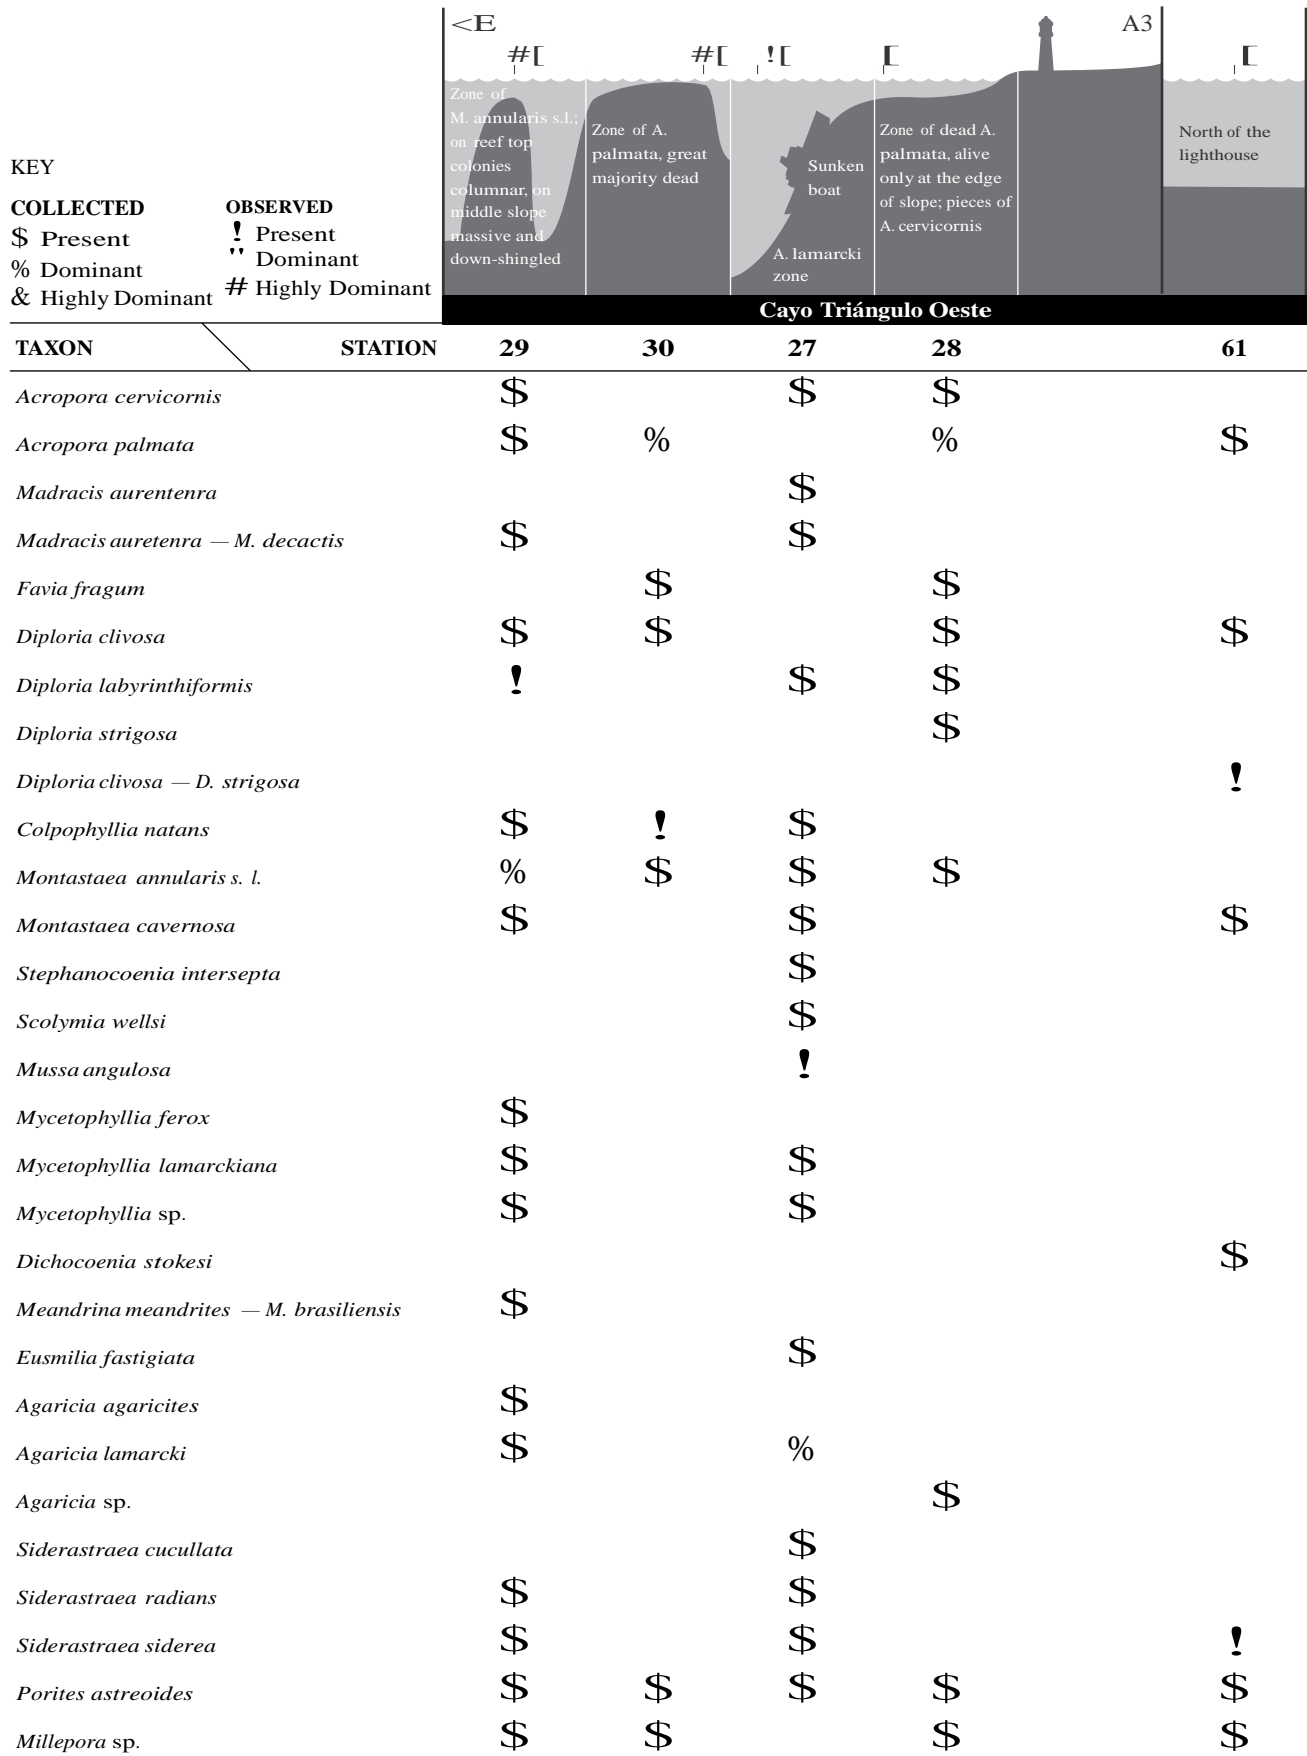 <E A3
#[ #[ ![ [ [
Zone of
M. annularis s.l.;
on reef top
colonies
columnar, on
middle slope
massive and
down-shingled
Zone of A.
palmata, great
majority dead
Sunken
boat
A. lamarcki
zone
Zone of dead A.
palmata, alive
only at the edge
of slope; pieces of
A. cervicornis
North of the
lighthouse
KEY
COLLECTED OBSERVED
$ Present ! Present
% Dominant " Dominant
& Highly Dominant # Highly Dominant
Cayo Triángulo Oeste
TAXON STATION 29 30 27 28 61
Acropora cervicornis $ $ $
Acropora palmata $ % % $
Madracis aurentenra $
Madracis auretenra — M. decactis $ $
Favia fragum $ $
Diploria clivosa $ $ $ $
Diploria labyrinthiformis ! $ $
Diploria strigosa $
Diploria clivosa — D. strigosa !
Colpophyllia natans $ ! $
Montastaea annularis s. l. % $ $ $
Montastaea cavernosa $ $ $
Stephanocoenia intersepta $
Scolymia wellsi $
Mussa angulosa !
Mycetophyllia ferox $
Mycetophyllia lamarckiana $ $
Mycetophyllia sp. $ $
Dichocoenia stokesi $
Meandrina meandrites — M. brasiliensis $
Eusmilia fastigiata $
Agaricia agaricites $
Agaricia lamarcki $ %
Agaricia sp. $
Siderastraea cucullata $
Siderastraea radians $ $
Siderastraea siderea $ $ !
Porites astreoides $ $ $ $ $
Millepora sp. $ $ $ $